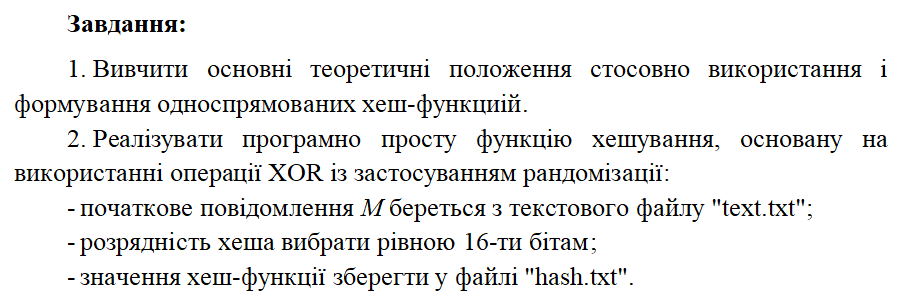 Завдання:
1. Вивчити основні теоретичні положення стосовно використання і
формування односпрямованих хеш-функциій.
2. Реалізувати програмно просту функцію хешування, основану на
використанні операції XOR із застосуванням рандомізації:
- початкове повідомлення M береться з текстового файлу "text.txt";
- розрядність хеша вибрати рівною 16-ти бітам;
- значення хеш-функції зберегти у файлі "hash.txt".